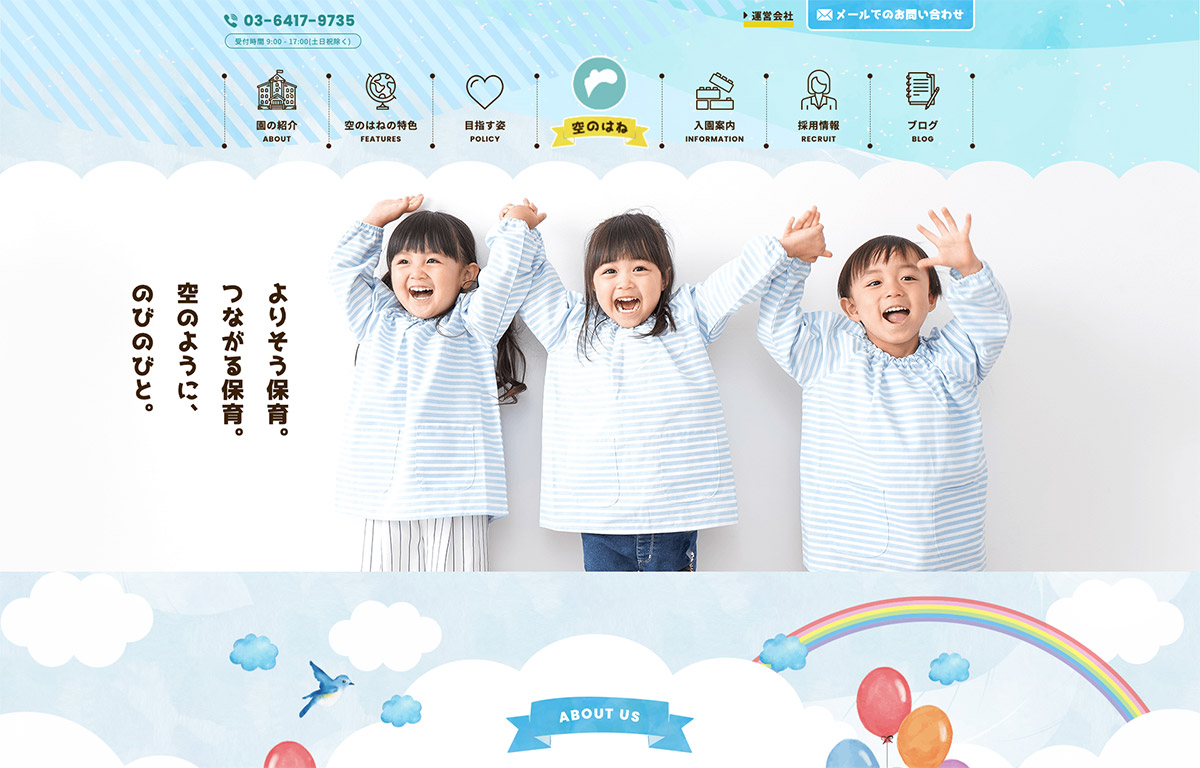 03-6417-9735
受付時間 9:00 - 17:00(土日祝除く)
運営会社
メールでのお問い合わせ
園の紹介
ABOUT
空のはねの特色
FEATURES
目指す姿
POLICY
空のはね
入園案内
INFORMATION
採用情報
RECRUIT
ブログ
BLOG
よりそう保育。
つながる保育。
空のように、
のびのびと。
ABOUT US